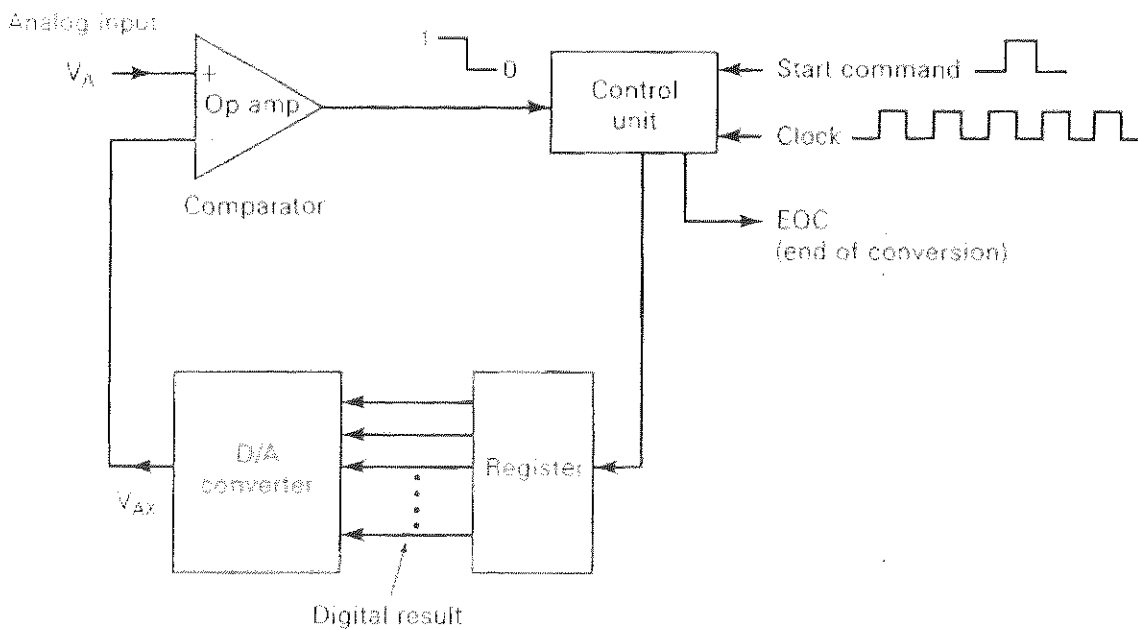 Analog input
V_A
+
Op amp
-
Comparator
1
0
Control
unit
Start command
Clock
EOC
(end of conversion)
D/A
converter
Register
V_AX
Digital result